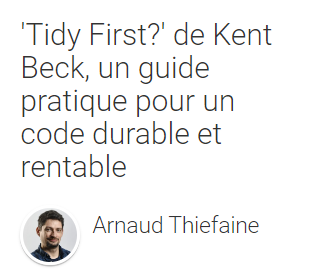 'Tidy First?' de Kent
Beck, un guide
pratique pour un
code durable et
rentable
Arnaud Thiefaine